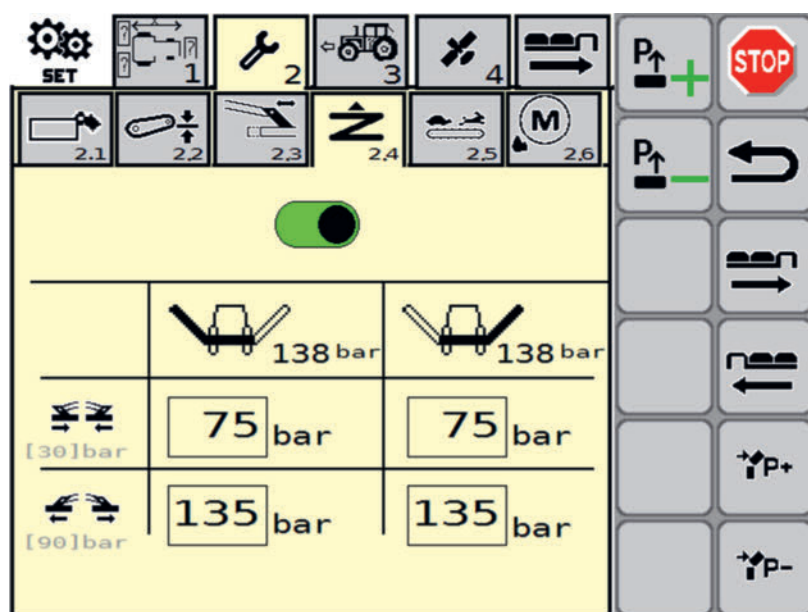 SET
1
2
3
4
2.1
2.2
2.3
2.4
2.5
M
2.6
138 bar
138 bar
[30]bar
75 bar
75 bar
[90]bar
135 bar
135 bar
P +
STOP
P −
P+
P−
? ? ?
X